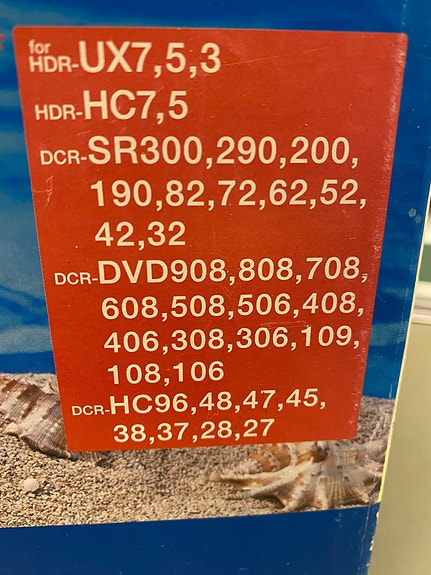 for
HDR-UX7,5,3
HDR-HC7,5
DCR-SR300,290,200,
190,82,72,62,52,
42,32
DCR-DVD908,808,708,
608,508,506,408,
406,308,306,109,
108,106
DCR-HC96,48,47,45,
38,37,28,27